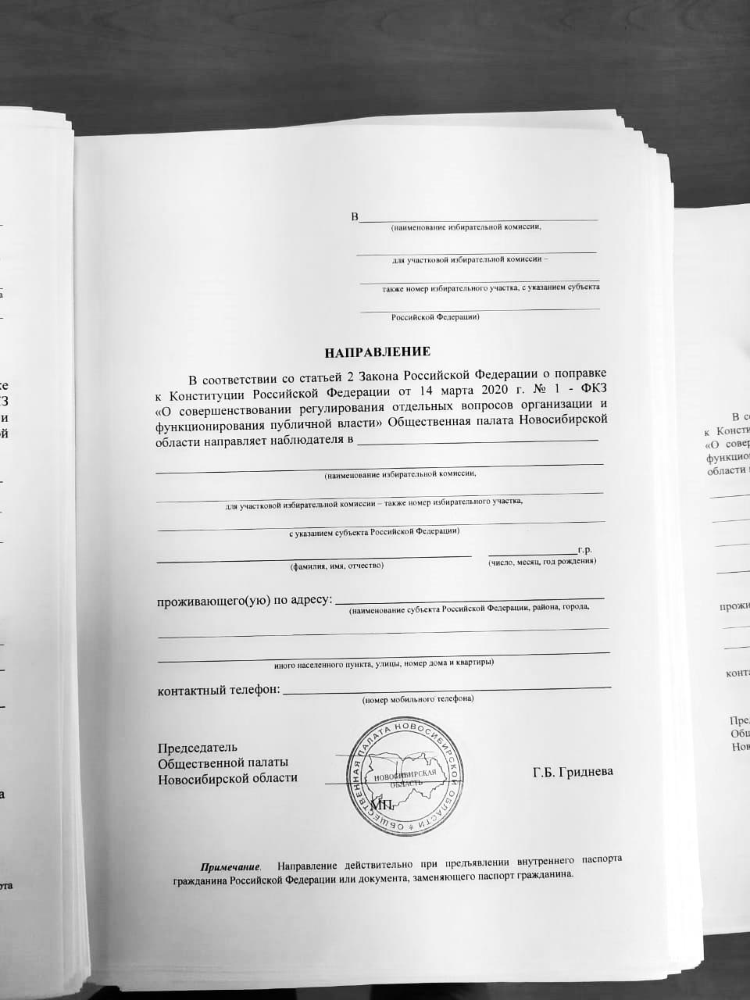 В
(наименование избирательной комиссии,
для участковой избирательной комиссии –
также номер избирательного участка, с указанием субъекта
Российской Федерации)
НАПРАВЛЕНИЕ
В соответствии со статьей 2 Закона Российской Федерации о поправке
к Конституции Российской Федерации от 14 марта 2020 г. № 1 - ФКЗ
«О совершенствовании регулирования отдельных вопросов организации и
функционирования публичной власти» Общественная палата Новосибирской
области направляет наблюдателя в
(наименование избирательной комиссии,
для участковой избирательной комиссии – также номер избирательного участка,
с указанием субъекта Российской Федерации)
г.р.
(фамилия, имя, отчество) (число, месяц, год рождения)
проживающего(ую) по адресу:
(наименование субъекта Российской Федерации, района, города,
иного населенного пункта, улицы, номер дома и квартиры)
контактный телефон:
(номер мобильного телефона)
Председатель
Общественной палаты
Новосибирской области
Г.Б. Гриднева
ОБЩЕСТВЕННАЯ ПАЛАТА НОВОСИБИРСКОЙ ОБЛАСТИ
НОВОСИБИРСКАЯ
ОБЛАСТЬ
МП
Примечание. Направление действительно при предъявлении внутреннего паспорта
гражданина Российской Федерации или документа, заменяющего паспорт гражданина.